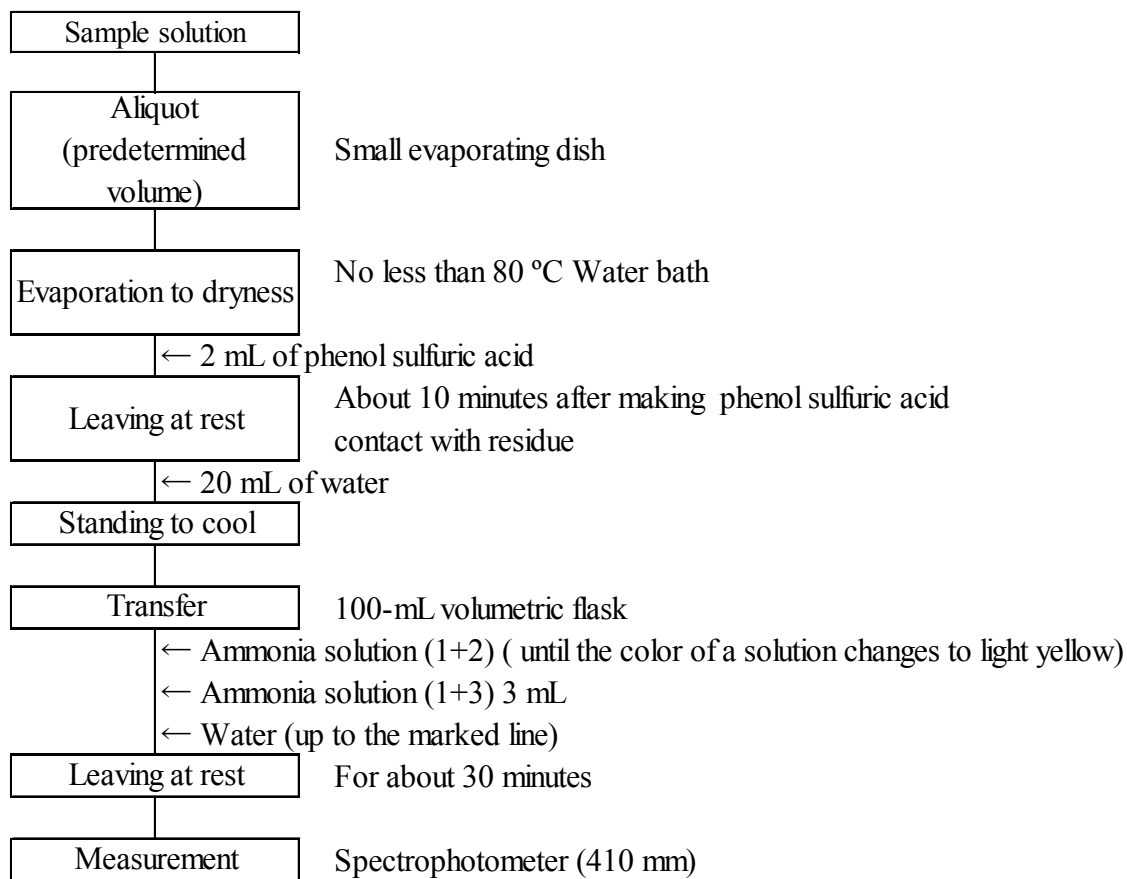 Sample solution
Aliquot
(predetermined
volume)
Small evaporating dish
Evaporation to dryness
No less than 80 ºC Water bath
← 2 mL of phenol sulfuric acid
Leaving at rest
About 10 minutes after making phenol sulfuric acid
contact with residue
← 20 mL of water
Standing to cool
Transfer
100-mL volumetric flask
← Ammonia solution (1+2) ( until the color of a solution changes to light yellow)
← Ammonia solution (1+3) 3 mL
← Water (up to the marked line)
Leaving at rest
For about 30 minutes
Measurement
Spectrophotometer (410 mm)